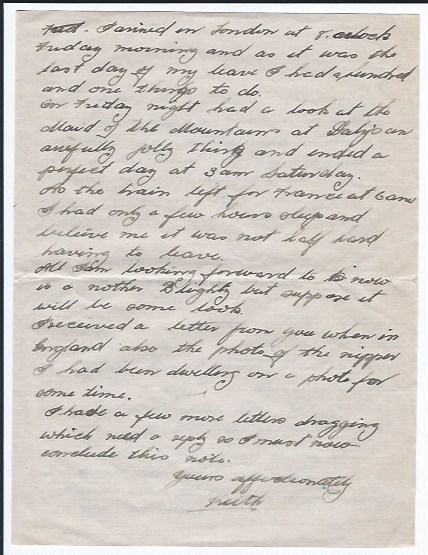 I arrived in London at 8. oclock
Friday morning and as it was the
last day of my leave I had a hundred
and one things to do.
On Friday night had a look at the
Maid of The Mountains at Daly's an
awfully jolly thing and ended a
perfect day at 3am Saturday.
As the train left for France at 6am
I had only a few hours sleep and
believe me it was not half hard
having to leave.
All I am looking forward to now
is a nother Blighty but suppose it
will be some look.
I received a letter from you when in
England also the photo of the nipper
I had been dwelling on a photo for
some time.
I have a few more letters dragging
which need a reply so I must now
conclude this note.
Yours affectionately
Keith